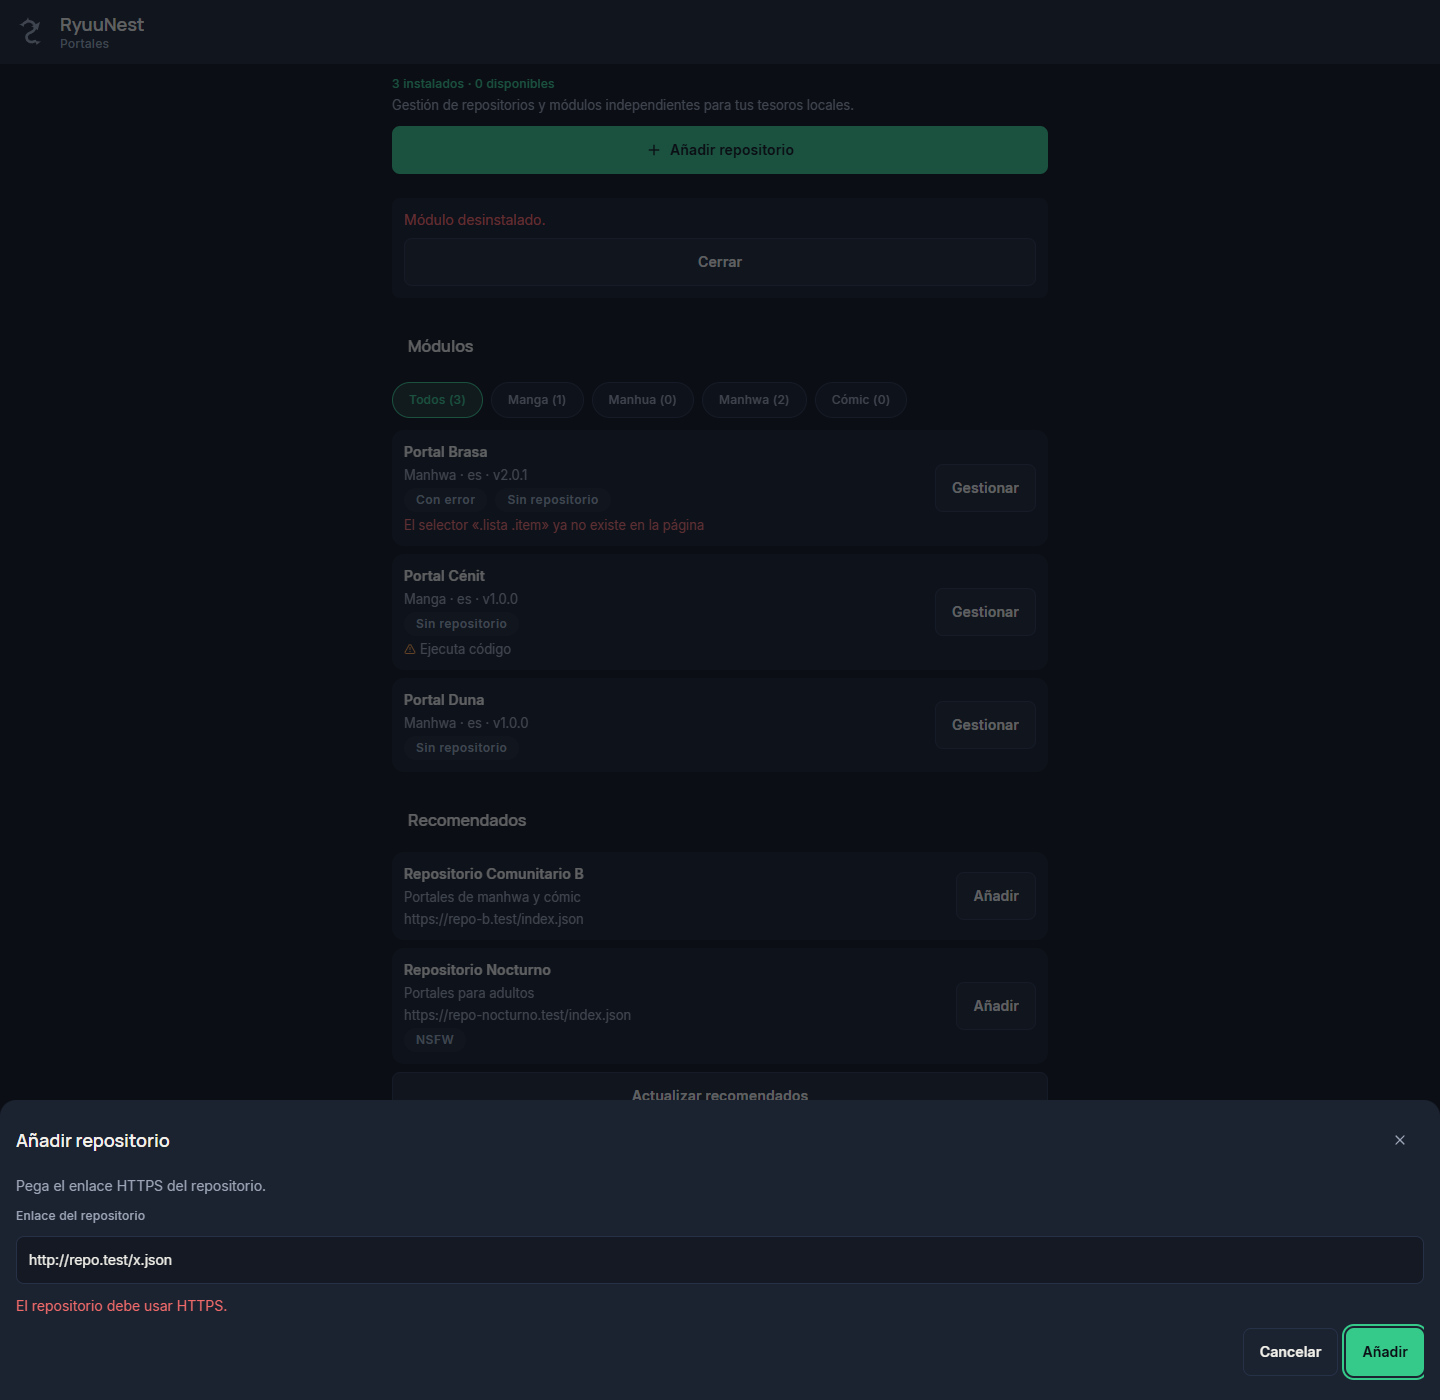 RyuuNest
Portales
3 instalados · 0 disponibles
Gestión de repositorios y módulos independientes para tus tesoros locales.
+ Añadir repositorio
Módulo desinstalado.
Cerrar
Módulos
Todos (3) Manga (1) Manhua (0) Manhwa (2) Cómic (0)
Portal Brasa
Manhwa · es · v2.0.1
Con error Sin repositorio
El selector «.lista .item» ya no existe en la página
Gestionar
Portal Cénit
Manga · es · v1.0.0
Sin repositorio
Ejecuta código
Gestionar
Portal Duna
Manhwa · es · v1.0.0
Sin repositorio
Gestionar
Recomendados
Repositorio Comunitario B
Portales de manhwa y cómic
https://repo-b.test/index.json
Añadir
Repositorio Nocturno
Portales para adultos
https://repo-nocturno.test/index.json
NSFW
Añadir
Actualizar recomendados
Añadir repositorio
Pega el enlace HTTPS del repositorio.
Enlace del repositorio
http://repo.test/x.json
El repositorio debe usar HTTPS.
Cancelar Añadir